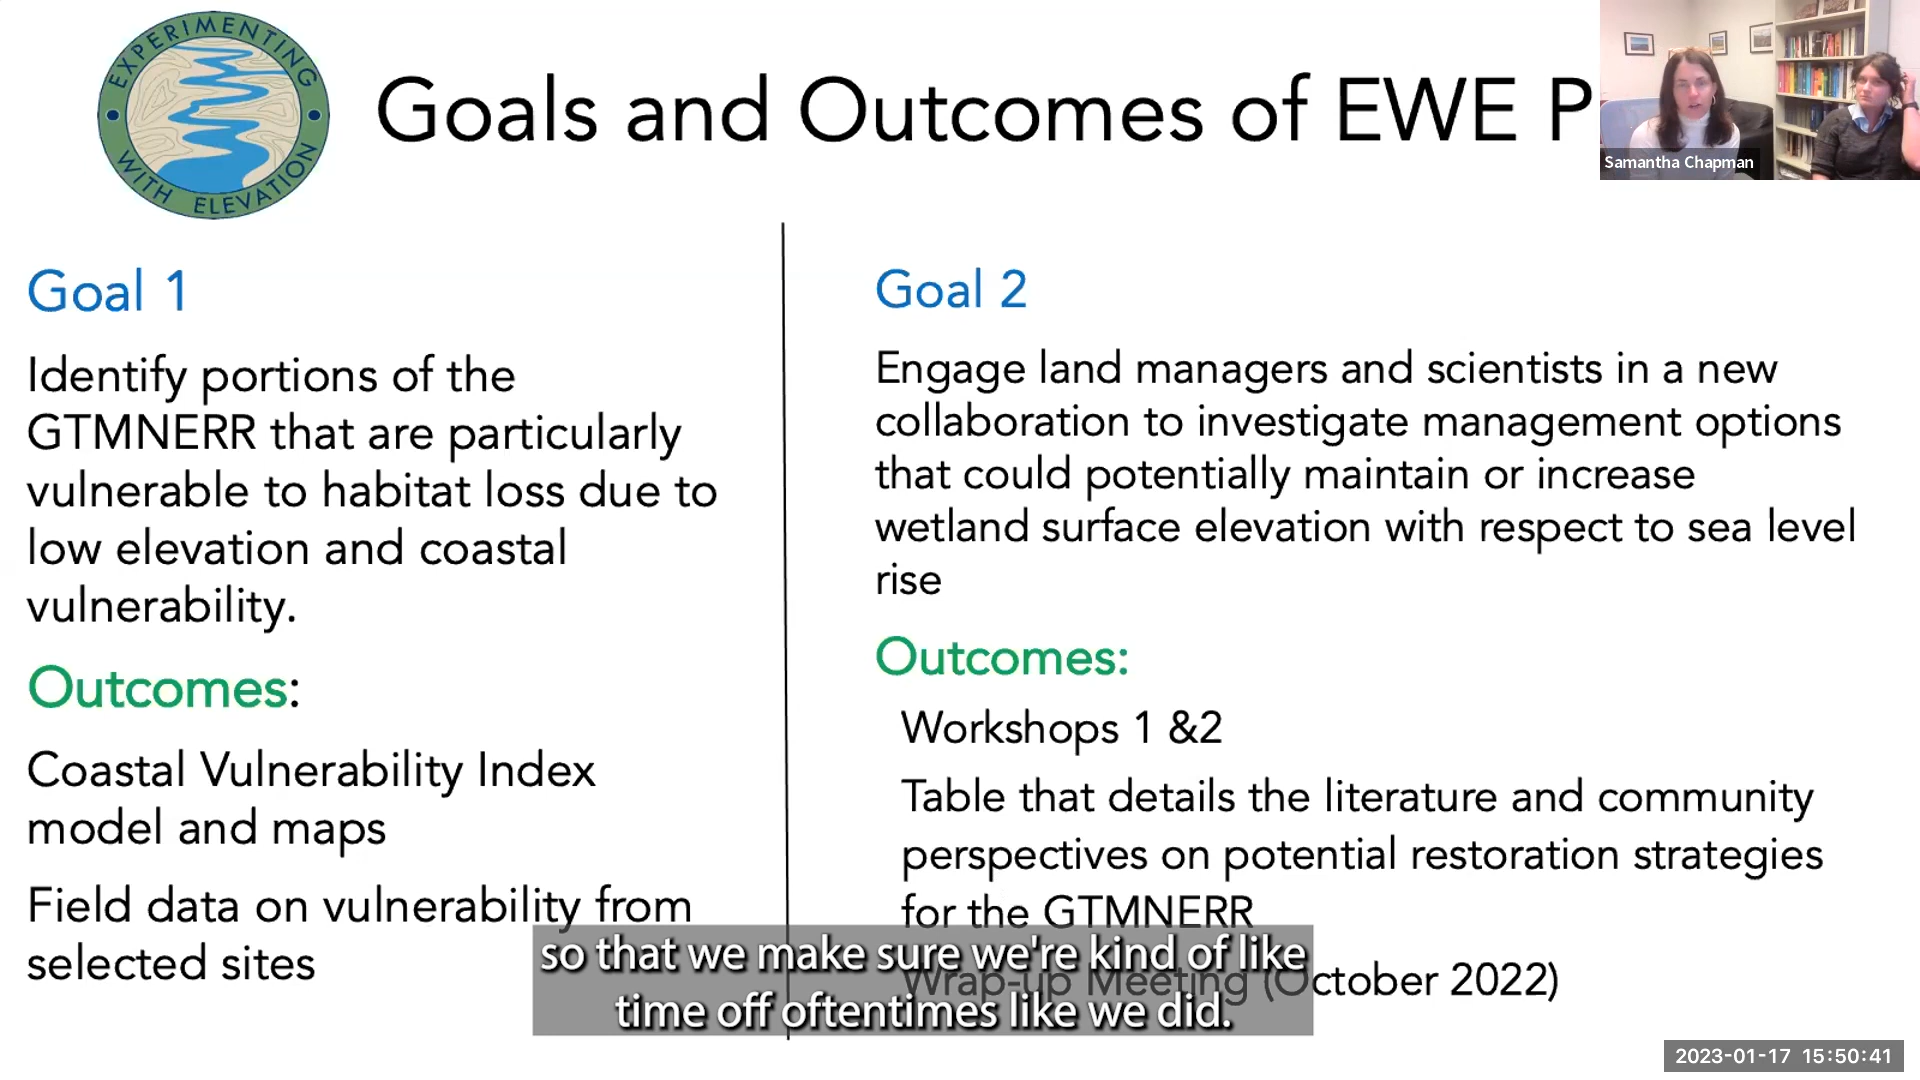 EXPERIMENTING
WITH ELEVATION
Goals and Outcomes of EWE P
Samantha Chapman
Goal 1
Identify portions of the
GTMNERR that are particularly
vulnerable to habitat loss due to
low elevation and coastal
vulnerability.
Outcomes:
Coastal Vulnerability Index
model and maps
Field data on vulnerability from
selected sites
Goal 2
Engage land managers and scientists in a new
collaboration to investigate management options
that could potentially maintain or increase
wetland surface elevation with respect to sea level
rise
Outcomes:
Workshops 1 &2
Table that details the literature and community
perspectives on potential restoration strategies
for the GTMNERR
Wrap-up Meeting (October 2022)
so that we make sure we're kind of like
time off oftentimes like we did.
2023-01-17 15:50:41